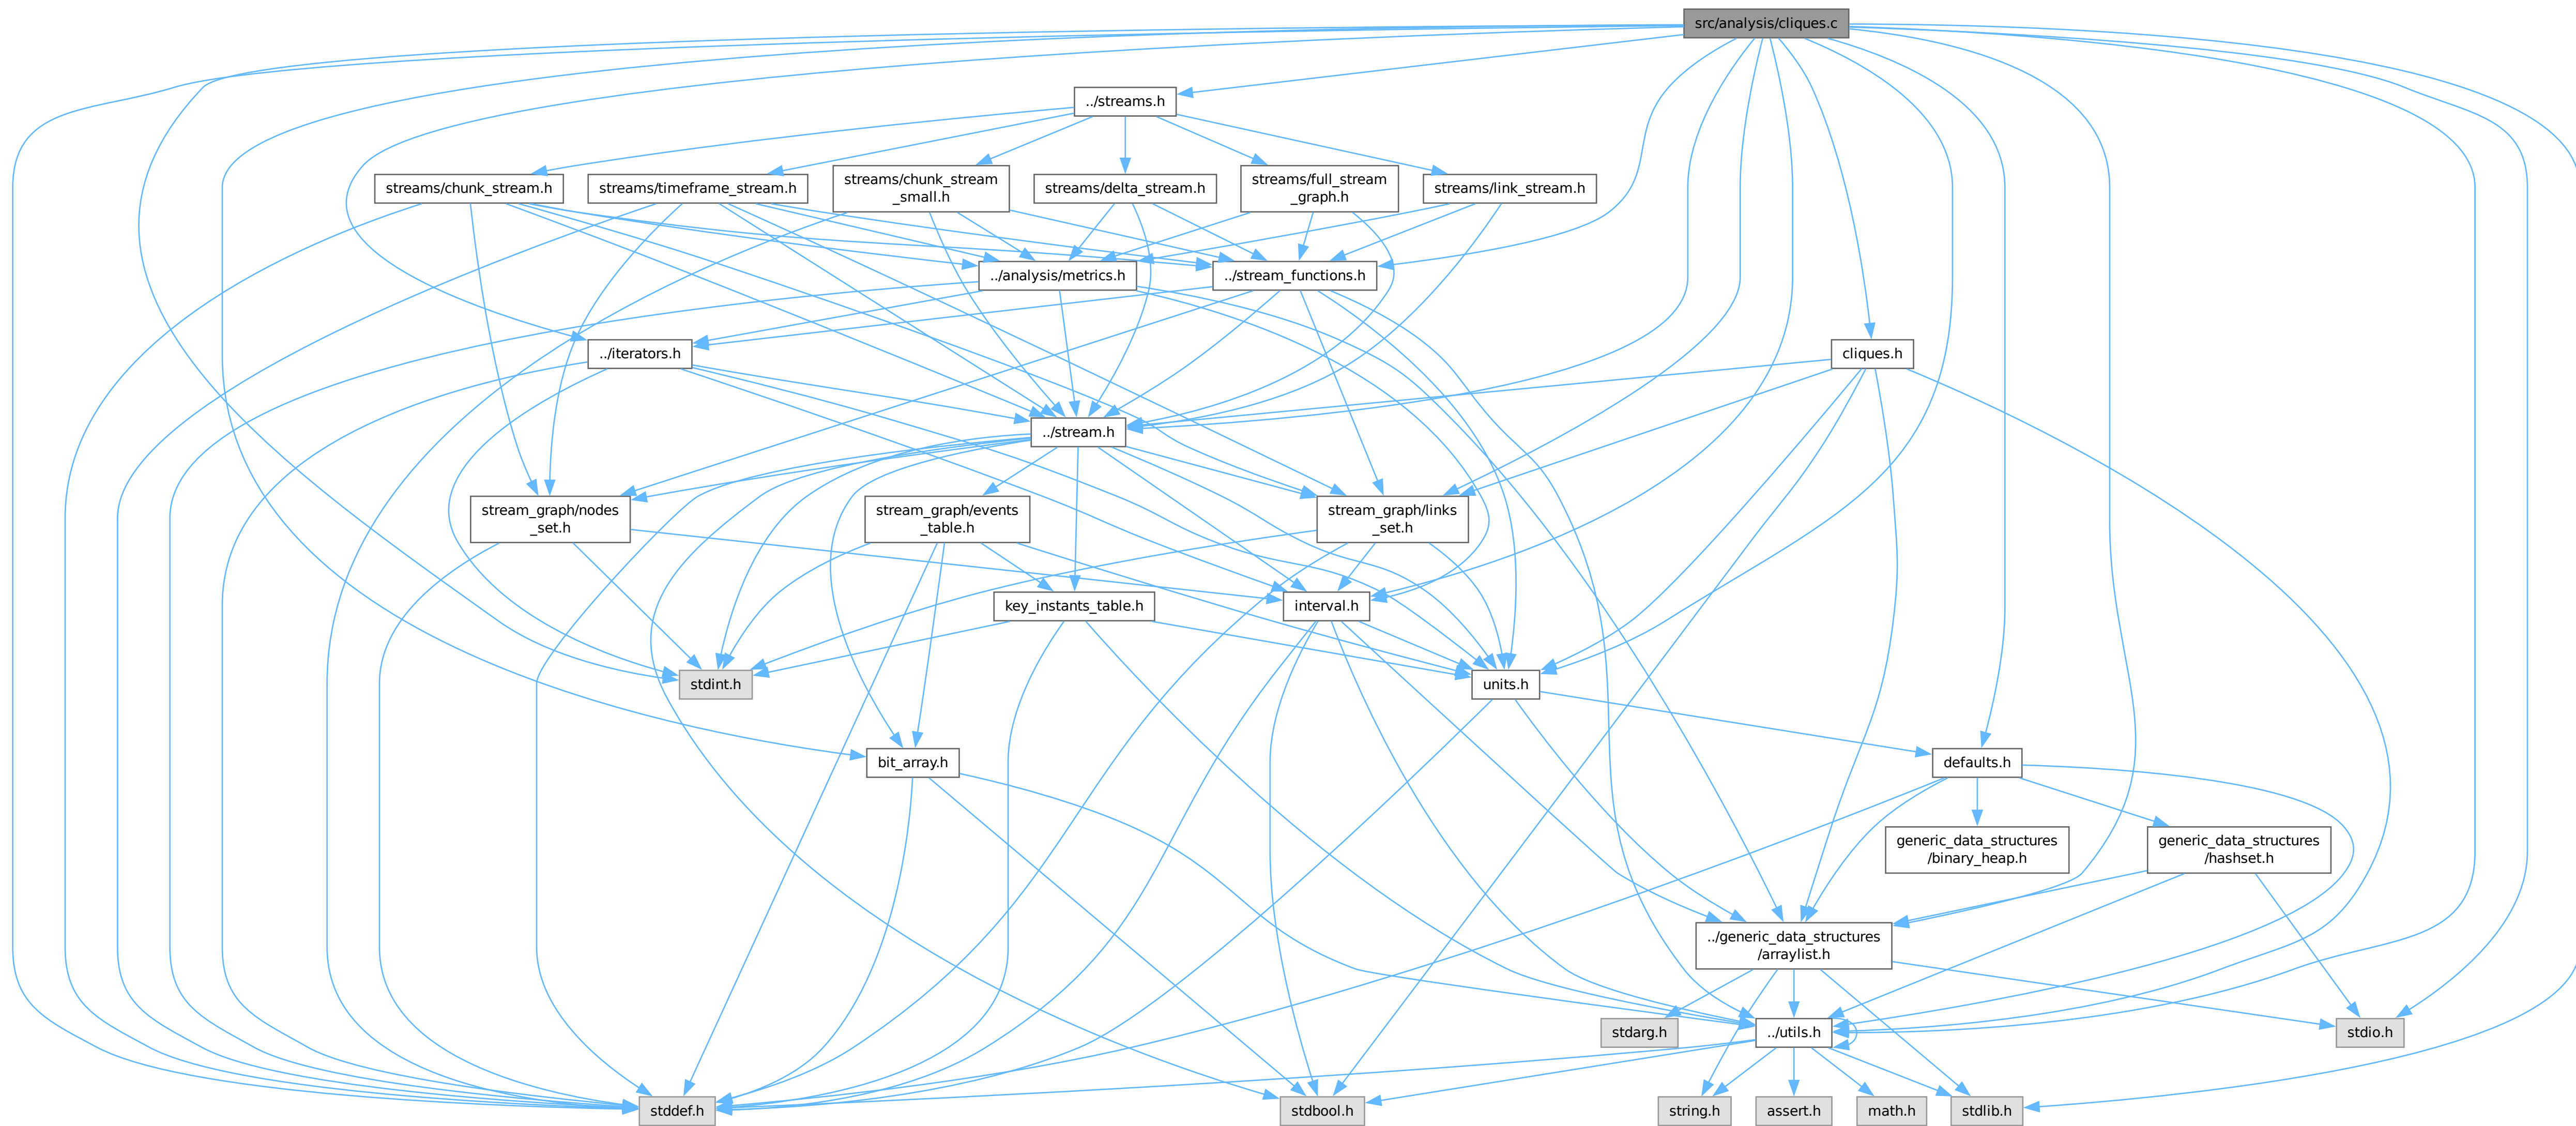 src/analysis/cliques.c
../streams.h
streams/chunk_stream.h
streams/timeframe_stream.h
streams/chunk_stream
_small.h
streams/delta_stream.h
streams/full_stream
_graph.h
streams/link_stream.h
../analysis/metrics.h
../stream_functions.h
../iterators.h
cliques.h
../stream.h
stream_graph/nodes
_set.h
stream_graph/events
_table.h
stream_graph/links
_set.h
key_instants_table.h
interval.h
stdint.h
units.h
bit_array.h
defaults.h
generic_data_structures
/binary_heap.h
generic_data_structures
/hashset.h
../generic_data_structures
/arraylist.h
stdarg.h
../utils.h
stdio.h
stddef.h
stdbool.h
string.h
assert.h
math.h
stdlib.h